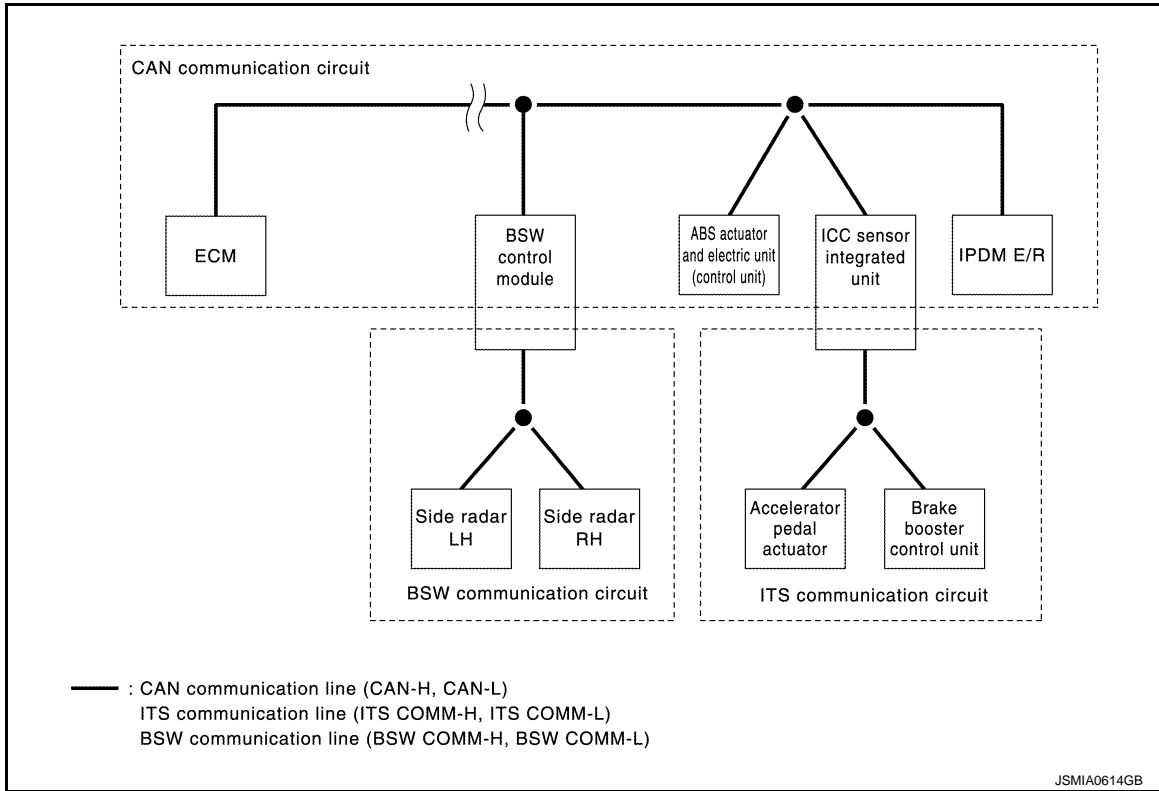 CAN communication circuit
ECM
BSW
control
module
ABS actuator
and electric unit
(control unit)
ICC sensor
integrated
unit
IPDM E/R
Side radar
LH
Side radar
RH
BSW communication circuit
Accelerator
pedal
actuator
Brake
booster
control unit
ITS communication circuit
: CAN communication line (CAN-H, CAN-L)
ITS communication line (ITS COMM-H, ITS COMM-L)
BSW communication line (BSW COMM-H, BSW COMM-L)
JSMIA0614GB